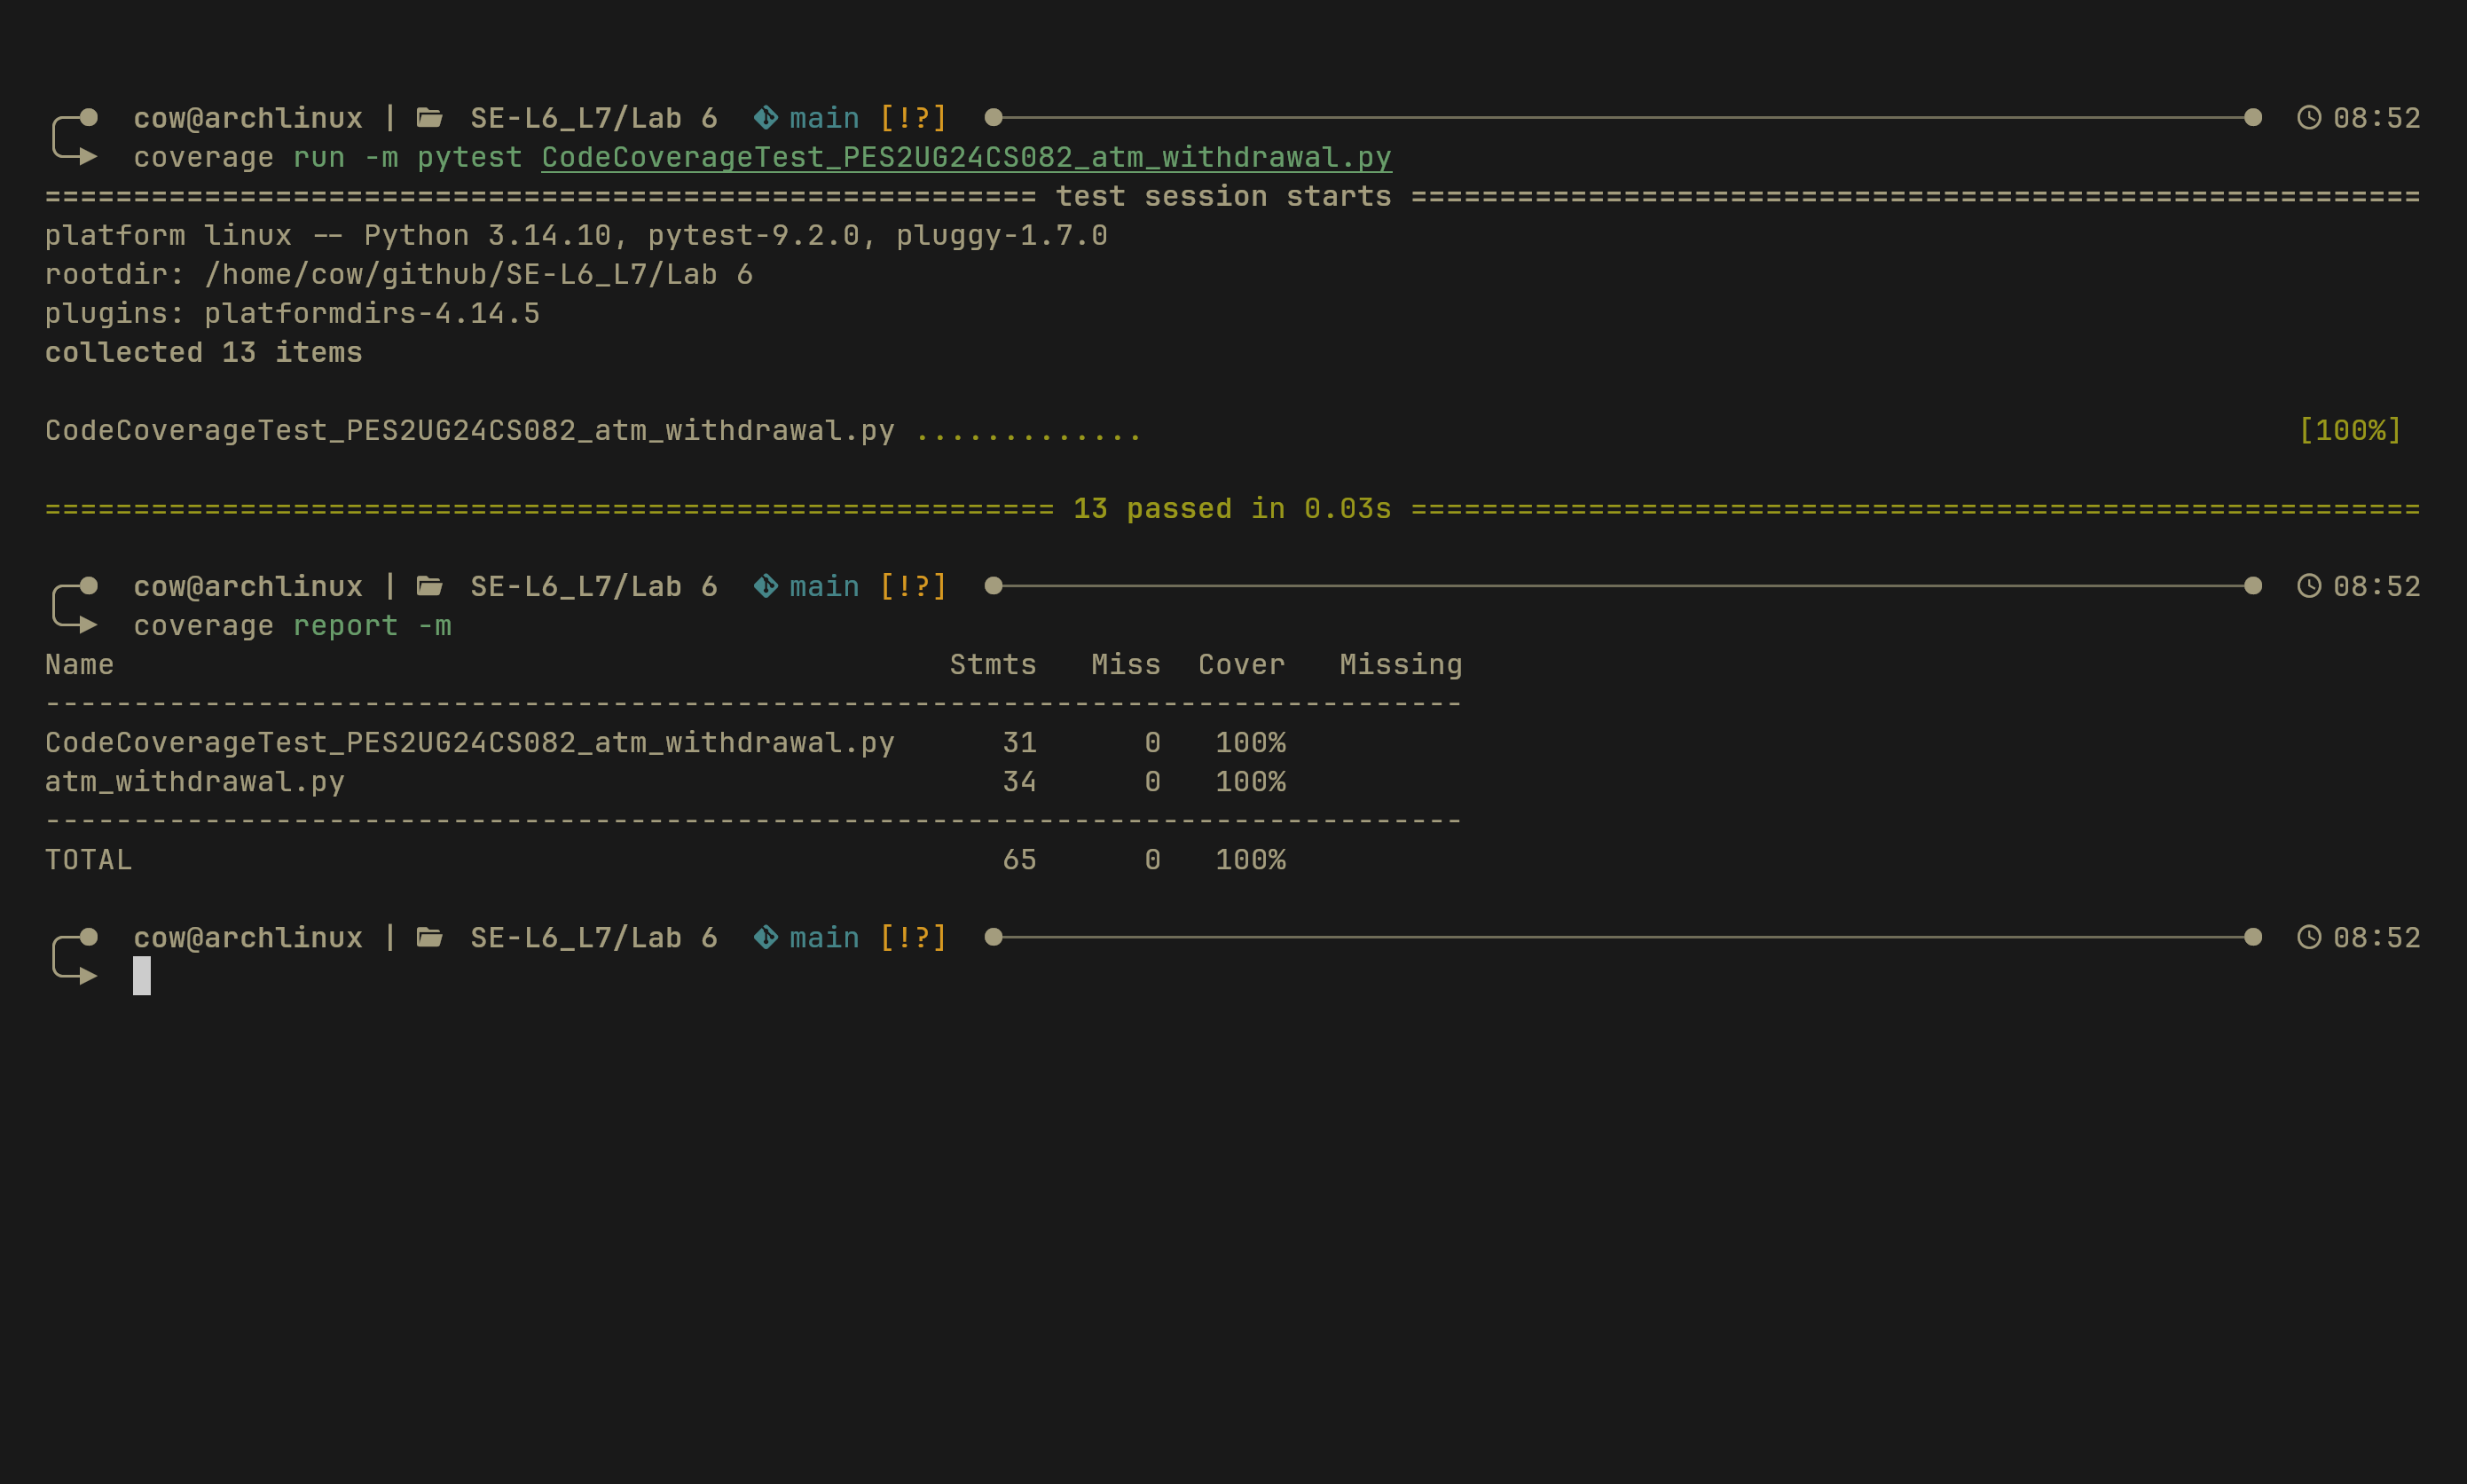 cow@archlinux | SE-L6_L7/Lab 6 main [!?] 08:52
coverage run -m pytest CodeCoverageTest_PES2UG24CS082_atm_withdrawal.py
======================================================== test session starts =========================================================
platform linux -- Python 3.14.10, pytest-9.2.0, pluggy-1.7.0
rootdir: /home/cow/github/SE-L6_L7/Lab 6
plugins: platformdirs-4.14.5
collected 13 items
CodeCoverageTest_PES2UG24CS082_atm_withdrawal.py ............. [100%]
========================================================= 13 passed in 0.03s =========================================================
cow@archlinux | SE-L6_L7/Lab 6 main [!?] 08:52
coverage report -m
Name Stmts Miss Cover Missing
--------------------------------------------------------------------------------
CodeCoverageTest_PES2UG24CS082_atm_withdrawal.py 31 0 100%
atm_withdrawal.py 34 0 100%
--------------------------------------------------------------------------------
TOTAL 65 0 100%
cow@archlinux | SE-L6_L7/Lab 6 main [!?] 08:52